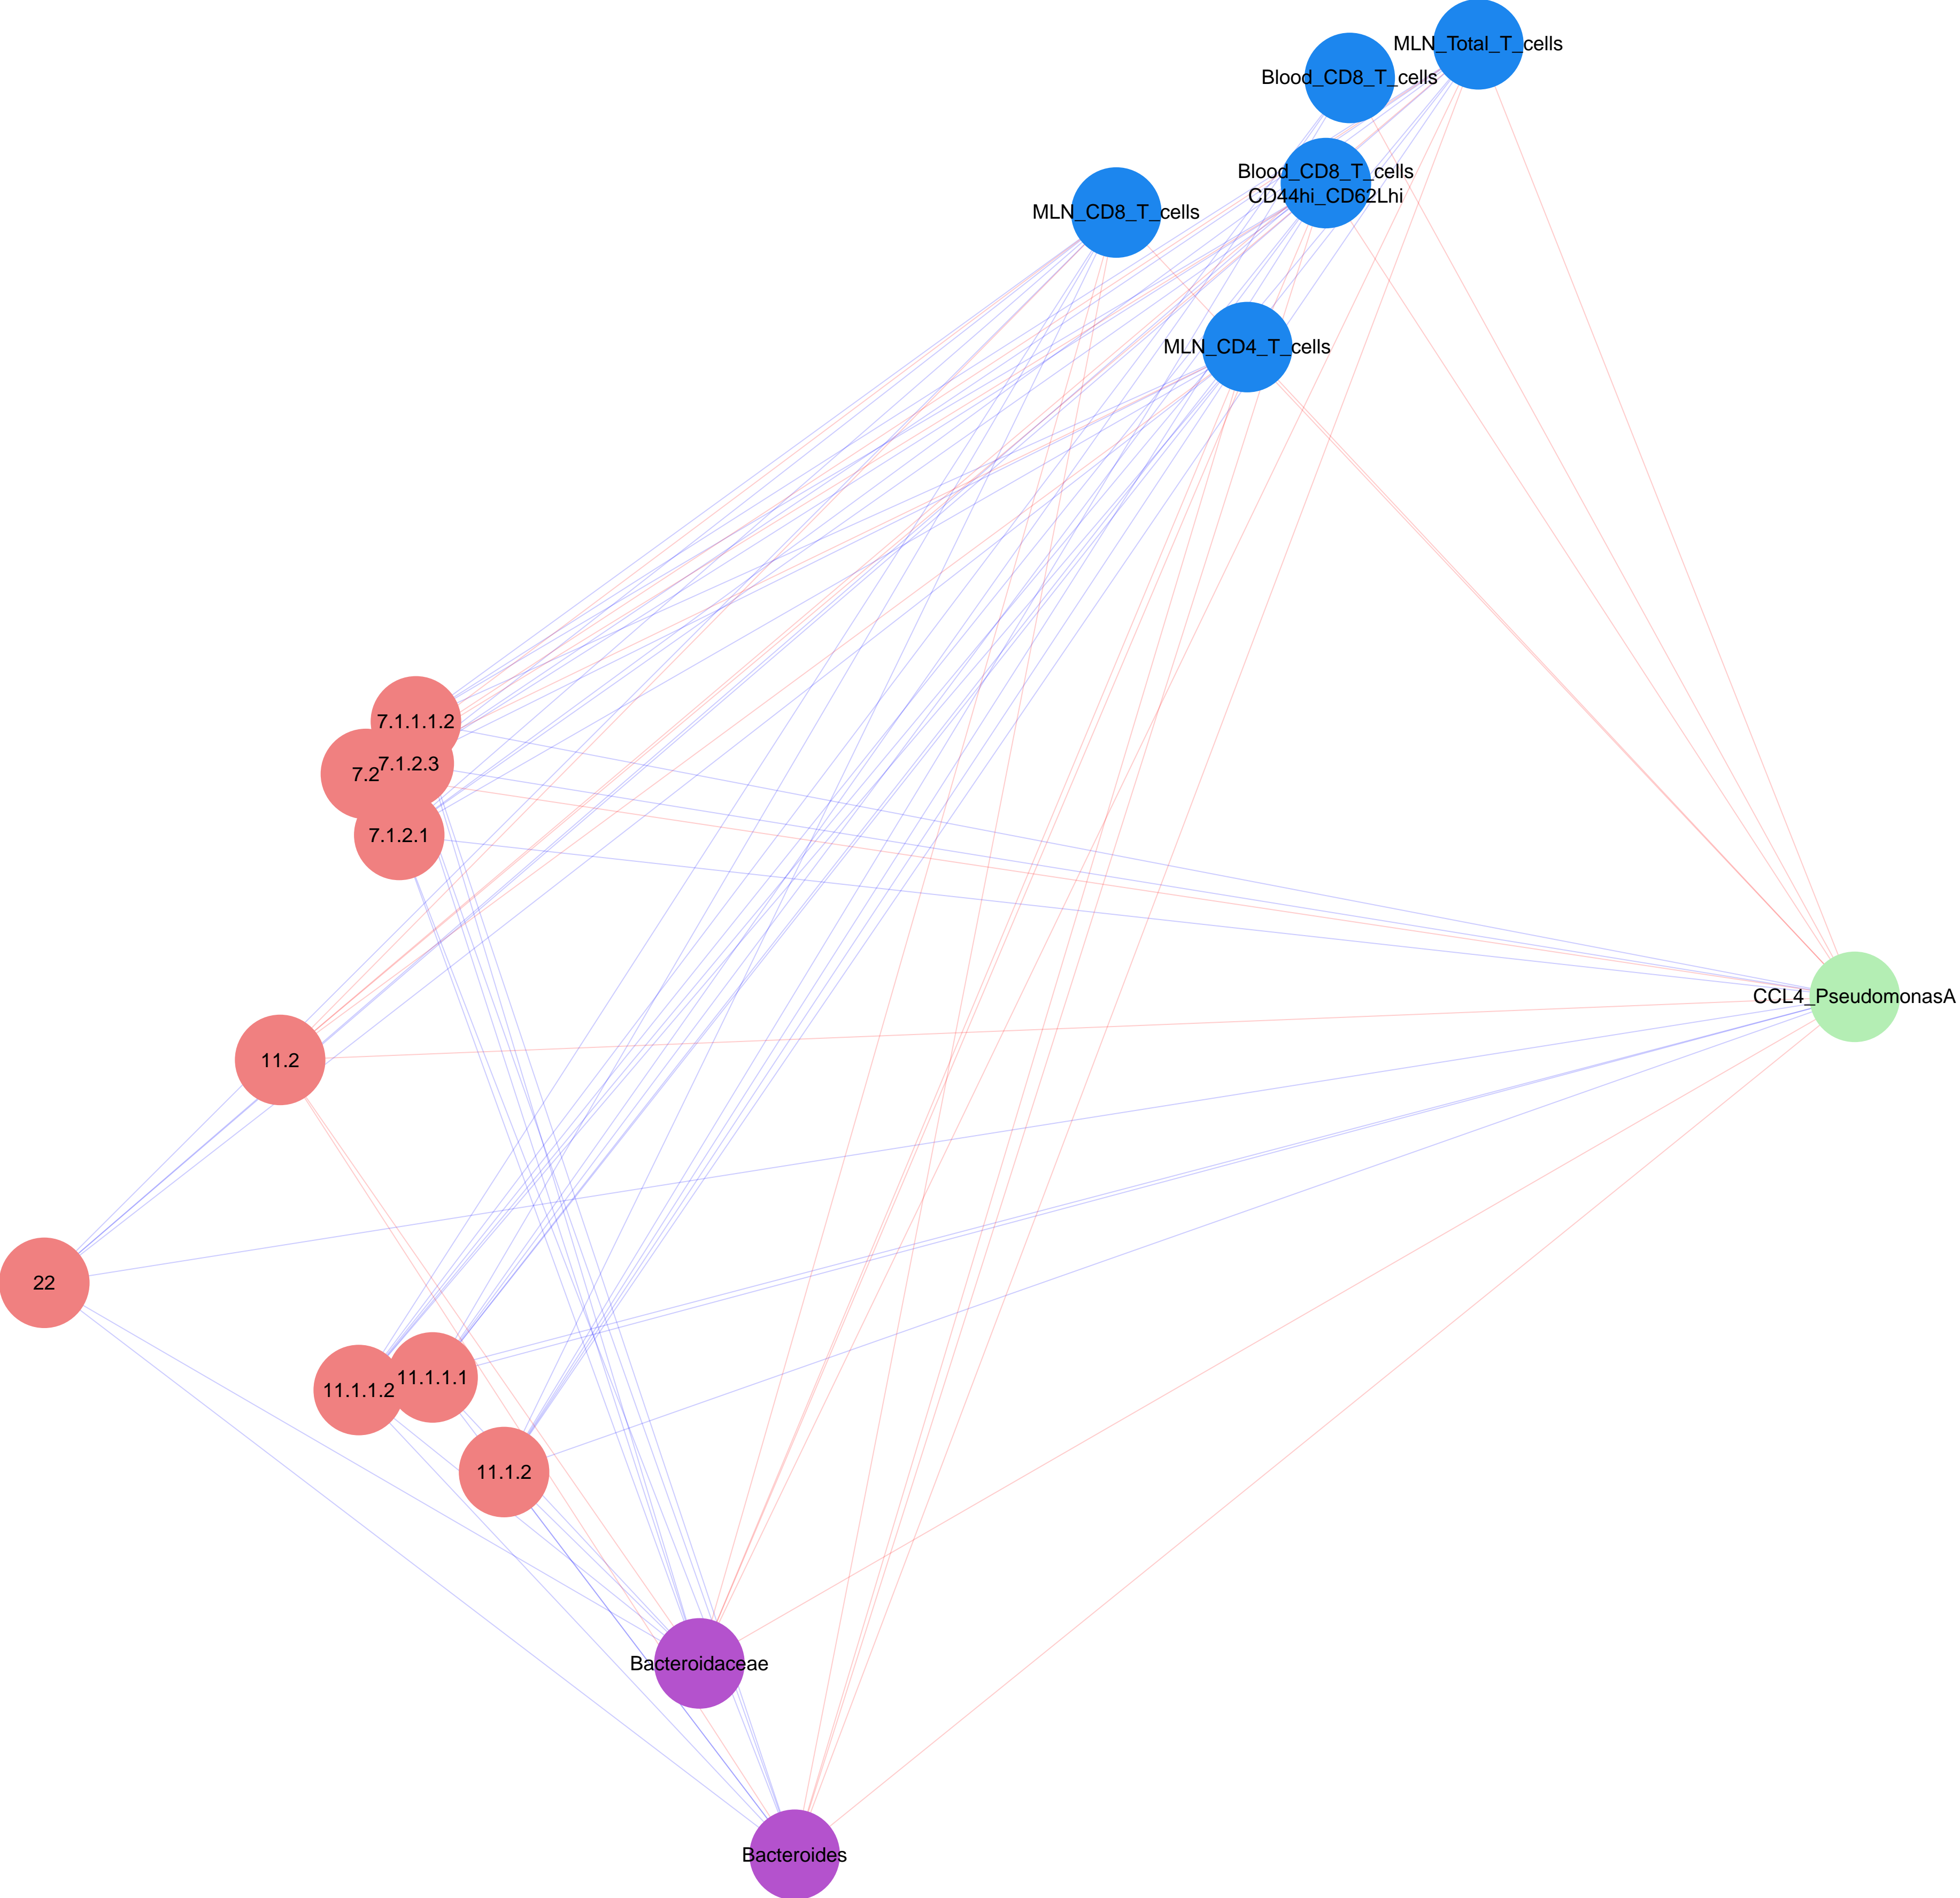 MLN_Total_T_cells
Blood_CD8_T_cells
Blood_CD8_T_cells
CD44hi_CD62Lhi
MLN_CD8_T_cells
MLN_CD4_T_cells
7.1.1.1.2
7.1.2.3
7.2
7.1.2.1
CCL4_PseudomonasA
11.2
22
11.1.1.1
11.1.1.2
11.1.2
Bacteroidaceae
Bacteroides